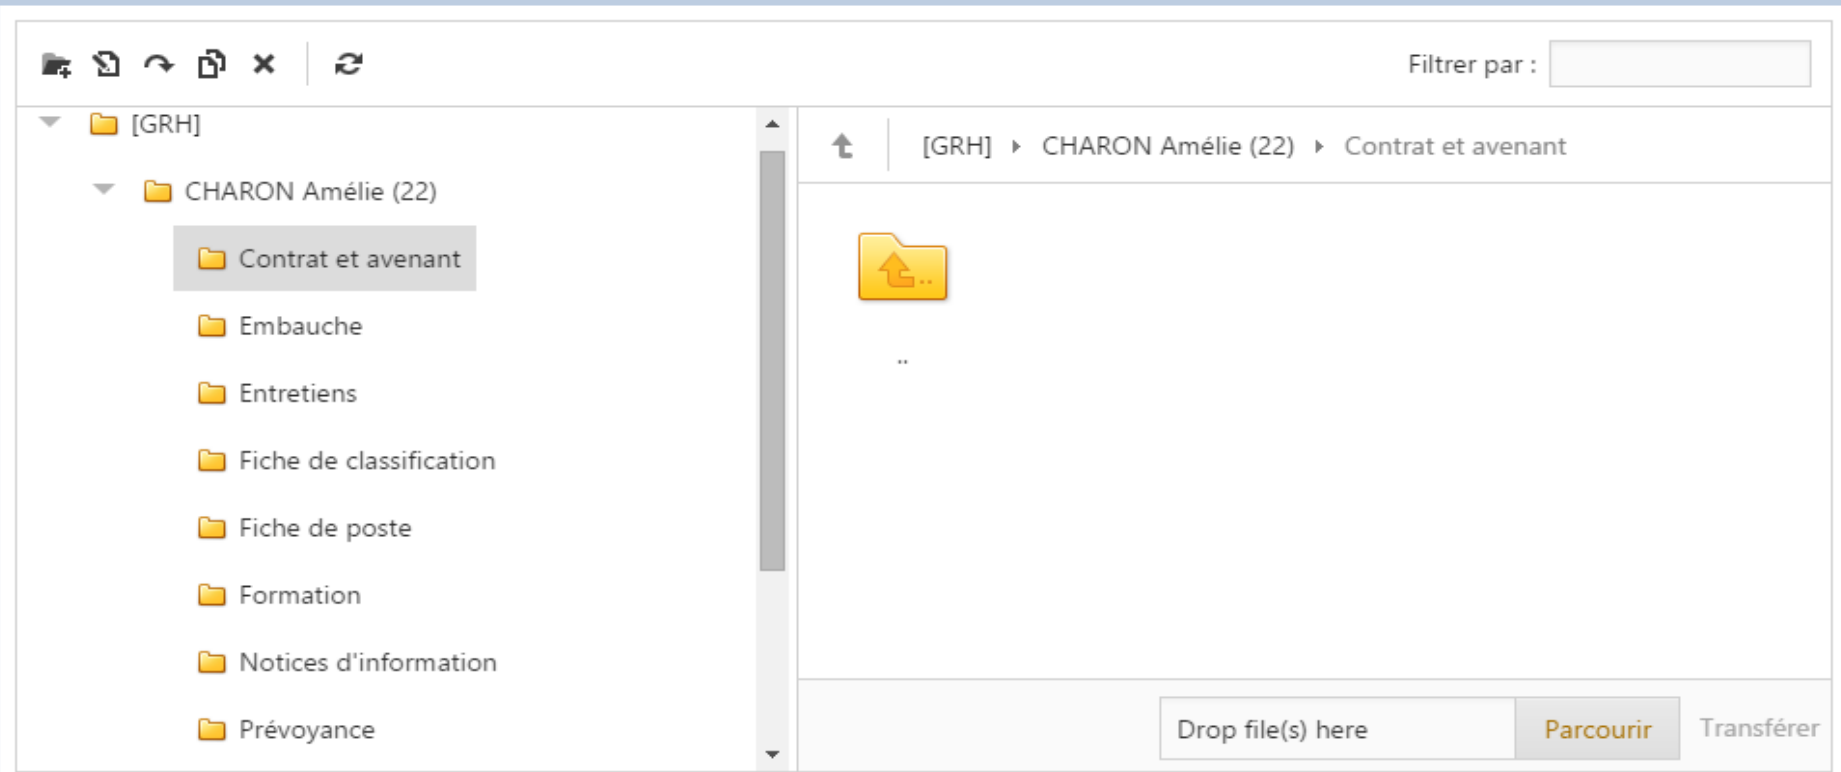 Filtrer par :
[GRH]
CHARON Amélie (22)
Contrat et avenant
Embauche
Entretiens
Fiche de classification
Fiche de poste
Formation
Notices d'information
Prévoyance
[GRH] CHARON Amélie (22) Contrat et avenant
..
..
Drop file(s) here Parcourir Transférer